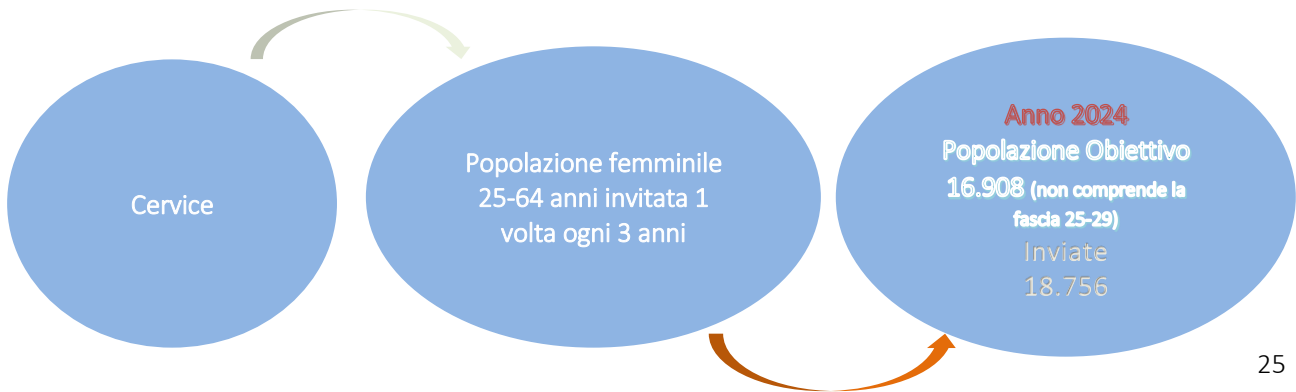 Cervice
Popolazione femminile
25-64 anni invitata 1
volta ogni 3 anni
Anno 2024
Popolazione Obiettivo
16.908 (non comprende la
fascia 25-29)
Inviate
18.756
25